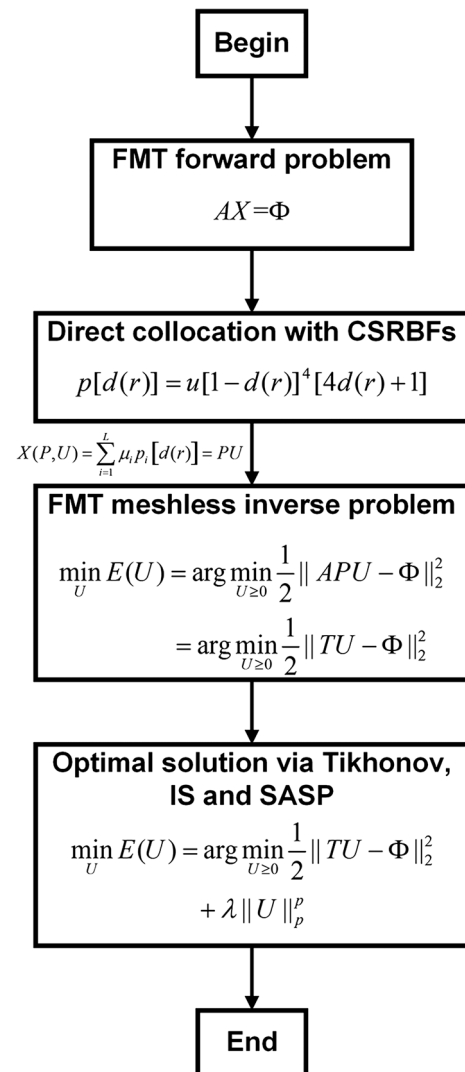 Begin
FMT forward problem
AX=Φ
Direct collocation with CSRBFs
p[d(r)] = u[1−d(r)]⁴[4d(r)+1]
X(P,U) = ∑_{i=1}^{L} μ_i p_i[d(r)] = PU
FMT meshless inverse problem
min_U E(U) = arg min_{U≥0} 1/2 || APU − Φ ||_2^2
= arg min_{U≥0} 1/2 || TU − Φ ||_2^2
Optimal solution via Tikhonov,
IS and SASP
min_U E(U) = arg min_{U≥0} 1/2 || TU − Φ ||_2^2
+ λ || U ||_p^p
End